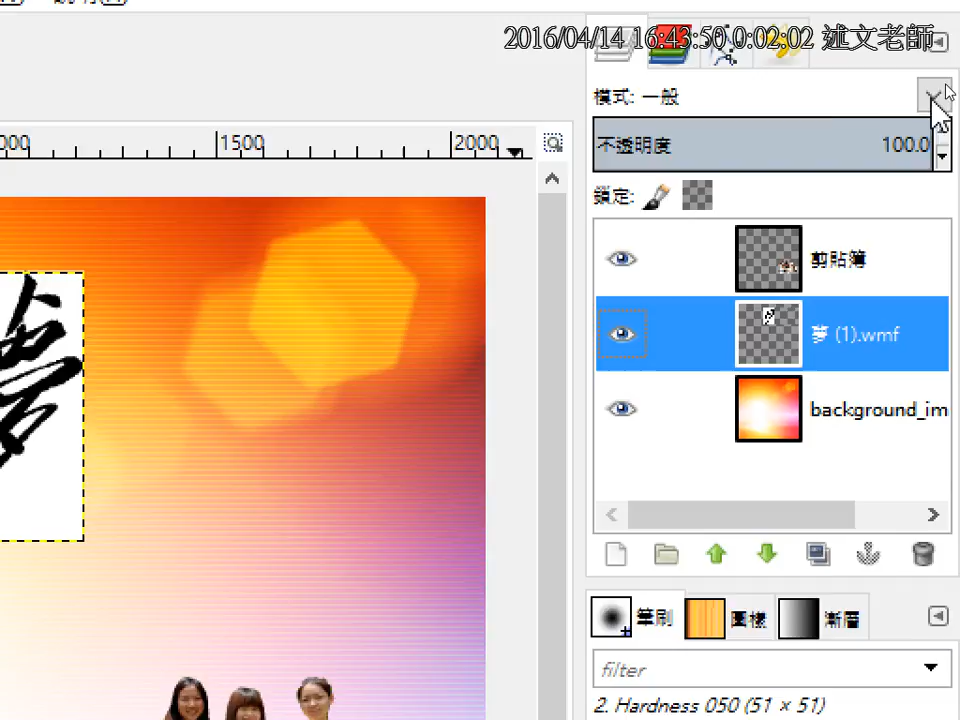 2016/04/14 16:43:50 0:02:02 述文老師
模式: 一般
1500
2000
不透明度 100.0
鎖定:
剪貼簿
夢 (1).wmf
background_im
夢
筆刷
圖樣
漸層
filter
2. Hardness 050 (51 × 51)